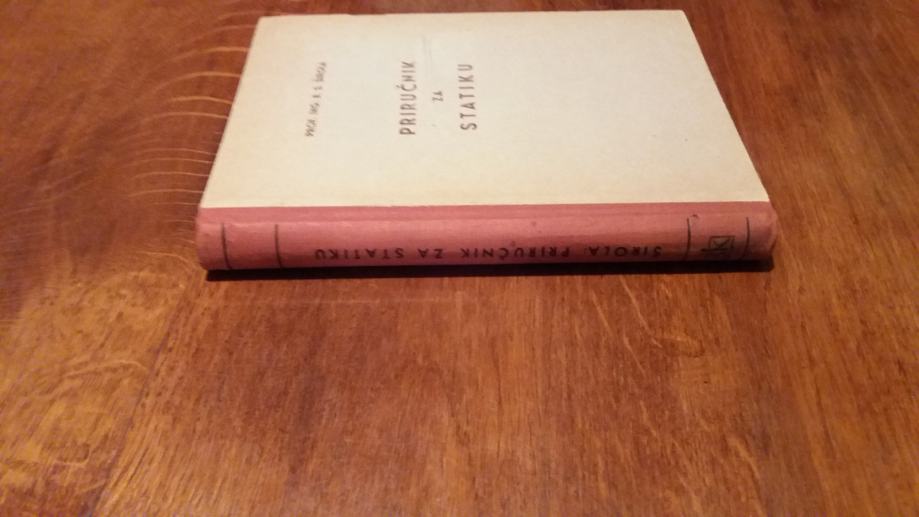 PROF. ING. R. S. ŠIROLA
PRIRUČNIK
ZA
STATIKU
ŠIROLA: PRIRUČNIK ZA STATIKU